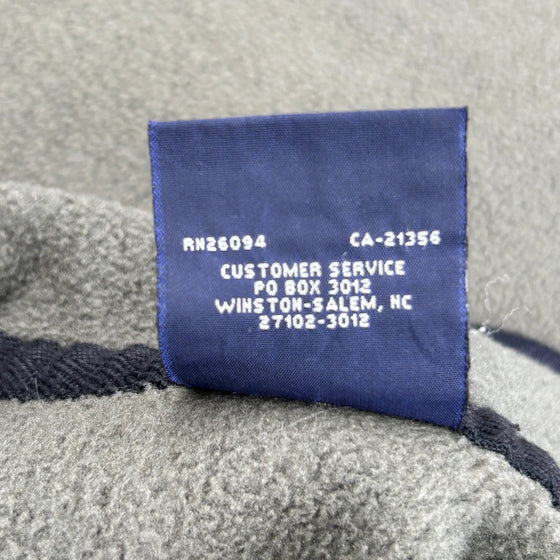 RN26094 CA-21356
CUSTOMER SERVICE
PO BOX 3012
WINSTON-SALEM, NC
27102-3012